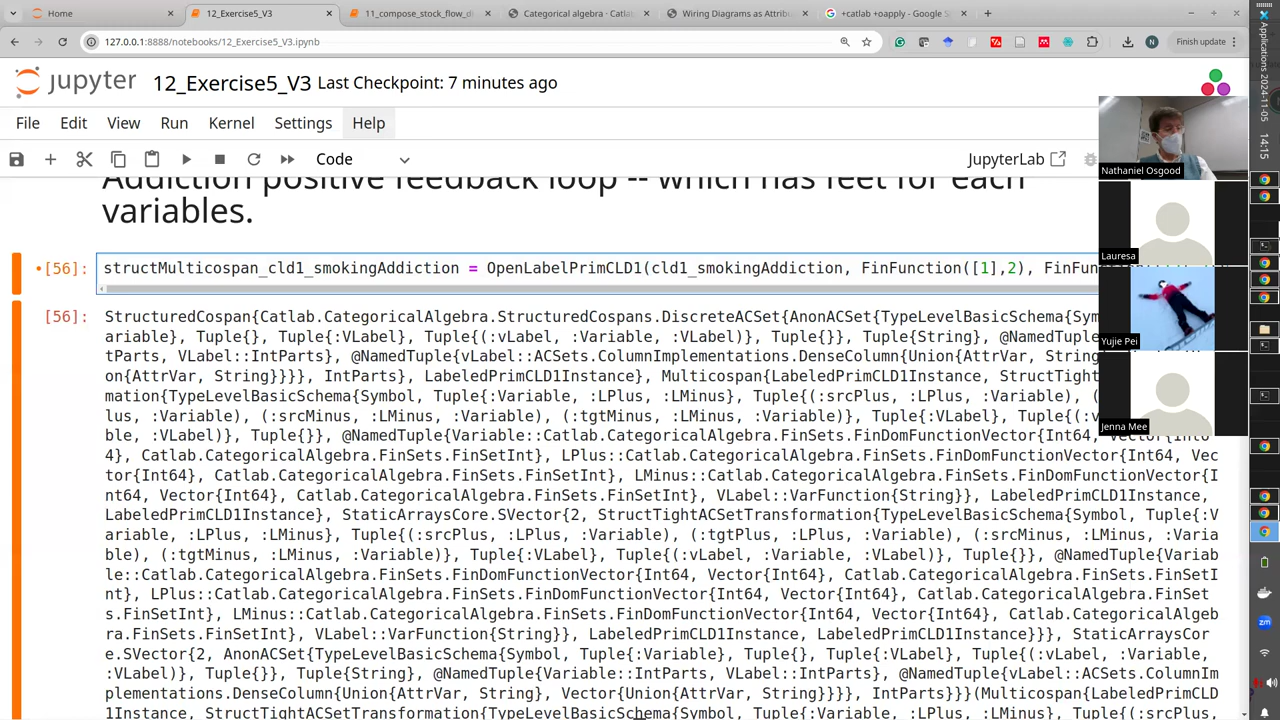 Home
12_Exercise5_V3
11_compose_stock_flow_d
Categorical algebra · Catla
Wiring Diagrams as Attribu
+catlab +oapply - Google S
127.0.0.1:8888/notebooks/12_Exercise5_V3.ipynb
N
Finish update
Applications 2024-11-05 14:15
jupyter 12_Exercise5_V3 Last Checkpoint: 7 minutes ago
File Edit View Run Kernel Settings Help
Code
JupyterLab
Addiction positive feedback loop -- which has feet for each
variables.
[56]: structMulticospan_cld1_smokingAddiction = OpenLabelPrimCLD1(cld1_smokingAddiction, FinFunction([1],2), FinFun
[56]: StructuredCospan{Catlab.CategoricalAlgebra.StructuredCospans.DiscreteACSet{AnonACSet{TypeLevelBasicSchema{Sym
ariable}, Tuple{}, Tuple{:VLabel}, Tuple{(:vLabel, :Variable, :VLabel)}, Tuple{}}, Tuple{String}, @NamedTuple
tParts, VLabel::IntParts}, @NamedTuple{vLabel::ACSets.ColumnImplementations.DenseColumn{Union{AttrVar, String
on{AttrVar, String}}}}, IntParts}, LabeledPrimCLD1Instance}, Multicospan{LabeledPrimCLD1Instance, StructTight
mation{TypeLevelBasicSchema{Symbol, Tuple{:Variable, :LPlus, :LMinus}, Tuple{(:srcPlus, :LPlus, :Variable), (
lus, :Variable), (:srcMinus, :LMinus, :Variable), (:tgtMinus, :LMinus, :Variable)}, Tuple{:VLabel}, Tuple{(:v
ble, :VLabel)}, Tuple{}}, @NamedTuple{Variable::Catlab.CategoricalAlgebra.FinSets.FinDomFunctionVector{Int64, Vector{Int6
4}, Catlab.CategoricalAlgebra.FinSets.FinSetInt}, LPlus::Catlab.CategoricalAlgebra.FinSets.FinDomFunctionVector{Int64, Vec
tor{Int64}, Catlab.CategoricalAlgebra.FinSets.FinSetInt}, LMinus::Catlab.CategoricalAlgebra.FinSets.FinDomFunctionVector{I
nt64, Vector{Int64}, Catlab.CategoricalAlgebra.FinSets.FinSetInt}, VLabel::VarFunction{String}}, LabeledPrimCLD1Instance,
LabeledPrimCLD1Instance}, StaticArraysCore.SVector{2, StructTightACSetTransformation{TypeLevelBasicSchema{Symbol, Tuple{:V
ariable, :LPlus, :LMinus}, Tuple{(:srcPlus, :LPlus, :Variable), (:tgtPlus, :LPlus, :Variable), (:srcMinus, :LMinus, :Varia
ble), (:tgtMinus, :LMinus, :Variable)}, Tuple{:VLabel}, Tuple{(:vLabel, :Variable, :VLabel)}, Tuple{}}, @NamedTuple{Variab
le::Catlab.CategoricalAlgebra.FinSets.FinDomFunctionVector{Int64, Vector{Int64}, Catlab.CategoricalAlgebra.FinSets.FinSetI
nt}, LPlus::Catlab.CategoricalAlgebra.FinSets.FinDomFunctionVector{Int64, Vector{Int64}, Catlab.CategoricalAlgebra.FinSet
s.FinSetInt}, LMinus::Catlab.CategoricalAlgebra.FinSets.FinDomFunctionVector{Int64, Vector{Int64}, Catlab.CategoricalAlgeb
ra.FinSets.FinSetInt}, VLabel::VarFunction{String}}, LabeledPrimCLD1Instance, LabeledPrimCLD1Instance}}}, StaticArraysCor
e.SVector{2, AnonACSet{TypeLevelBasicSchema{Symbol, Tuple{:Variable}, Tuple{}, Tuple{:VLabel}, Tuple{(:vLabel, :Variable,
:VLabel)}, Tuple{}}, Tuple{String}, @NamedTuple{Variable::IntParts, VLabel::IntParts}, @NamedTuple{vLabel::ACSets.ColumnIm
plementations.DenseColumn{Union{AttrVar, String}, Vector{Union{AttrVar, String}}}}, IntParts}}}(Multicospan{LabeledPrimCLD
1Instance, StructTightACSetTransformation{TypeLevelBasicSchema{Symbol, Tuple{:Variable, :LPlus, :LMinus}, Tuple{(:srcPlus,
Nathaniel Osgood
Lauresa
Yujie Pei
Jenna Mee
zm